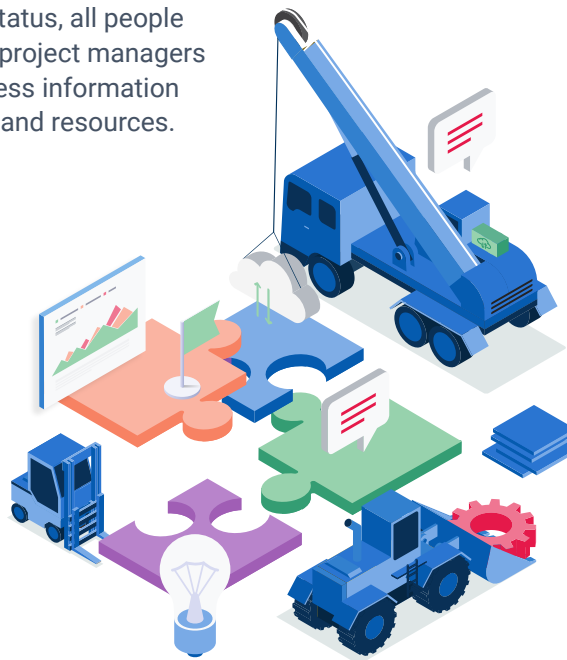 tatus, all people
project managers
ess information
and resources.